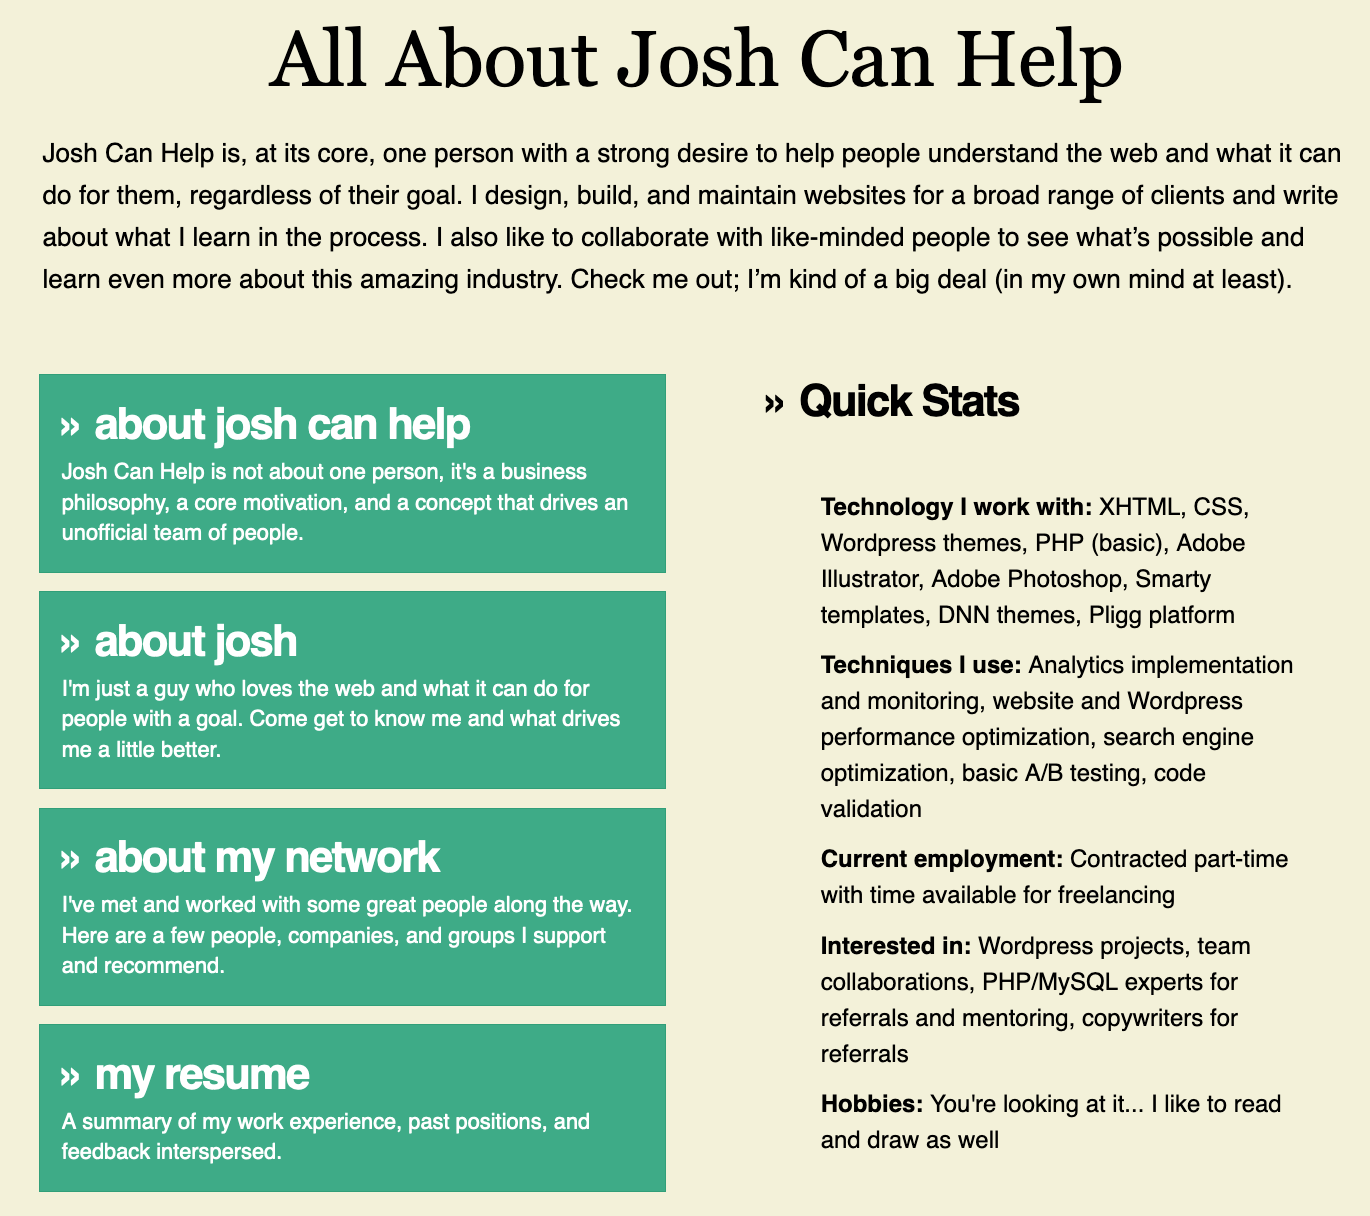 All About Josh Can Help
Josh Can Help is, at its core, one person with a strong desire to help people understand the web and what it can
do for them, regardless of their goal. I design, build, and maintain websites for a broad range of clients and write
about what I learn in the process. I also like to collaborate with like-minded people to see what’s possible and
learn even more about this amazing industry. Check me out; I’m kind of a big deal (in my own mind at least).
» about josh can help
Josh Can Help is not about one person, it's a business
philosophy, a core motivation, and a concept that drives an
unofficial team of people.
» about josh
I'm just a guy who loves the web and what it can do for
people with a goal. Come get to know me and what drives
me a little better.
» about my network
I've met and worked with some great people along the way.
Here are a few people, companies, and groups I support
and recommend.
» my resume
A summary of my work experience, past positions, and
feedback interspersed.
» Quick Stats
Technology I work with: XHTML, CSS,
Wordpress themes, PHP (basic), Adobe
Illustrator, Adobe Photoshop, Smarty
templates, DNN themes, Pligg platform
Techniques I use: Analytics implementation
and monitoring, website and Wordpress
performance optimization, search engine
optimization, basic A/B testing, code
validation
Current employment: Contracted part-time
with time available for freelancing
Interested in: Wordpress projects, team
collaborations, PHP/MySQL experts for
referrals and mentoring, copywriters for
referrals
Hobbies: You're looking at it... I like to read
and draw as well